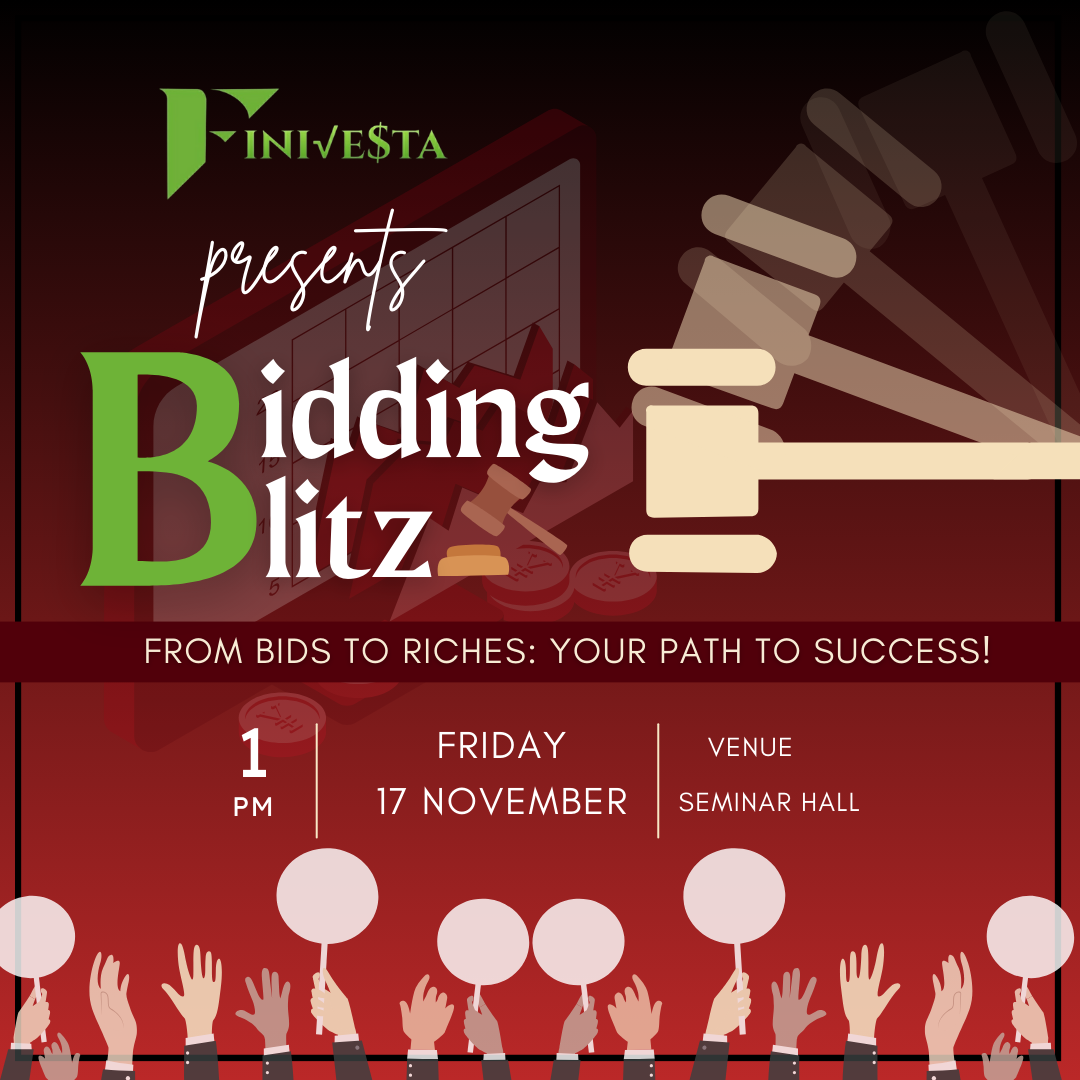 FINI√E$TA
presents
Bidding
Blitz
FROM BIDS TO RICHES: YOUR PATH TO SUCCESS!
1
PM
FRIDAY
17 NOVEMBER
VENUE
SEMINAR HALL